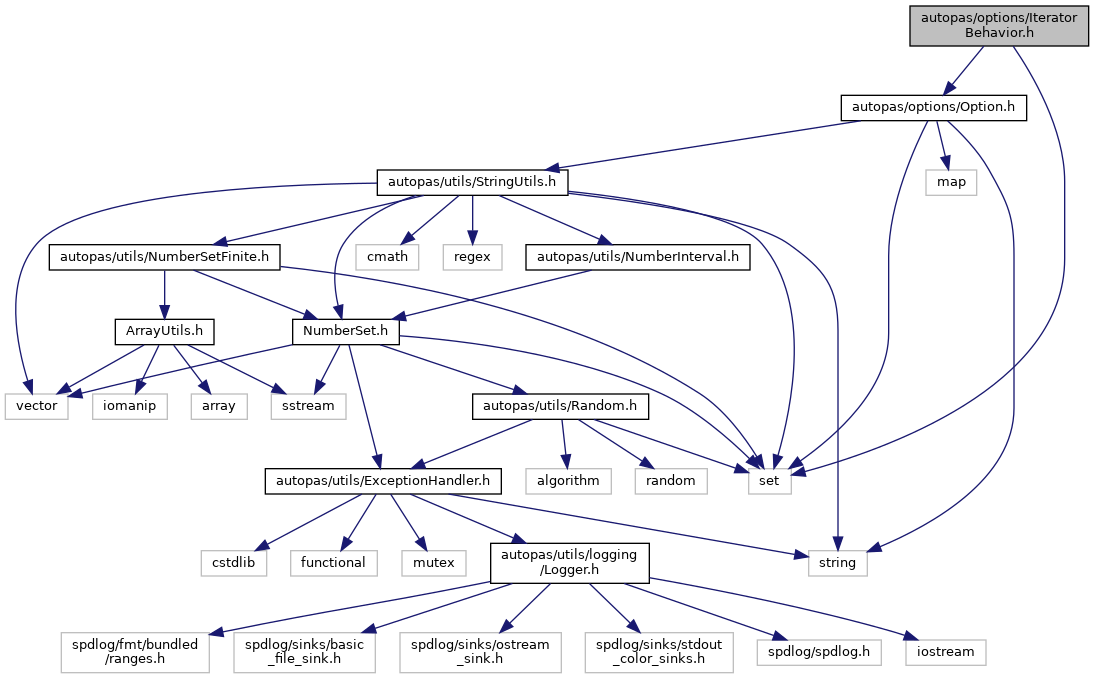 autopas/options/Iterator
Behavior.h
autopas/options/Option.h
autopas/utils/StringUtils.h
map
autopas/utils/NumberSetFinite.h
cmath
regex
autopas/utils/NumberInterval.h
ArrayUtils.h
NumberSet.h
vector
iomanip
array
sstream
autopas/utils/Random.h
autopas/utils/ExceptionHandler.h
algorithm
random
set
cstdlib
functional
mutex
autopas/utils/logging
/Logger.h
string
spdlog/fmt/bundled
/ranges.h
spdlog/sinks/basic
_file_sink.h
spdlog/sinks/ostream
_sink.h
spdlog/sinks/stdout
_color_sinks.h
spdlog/spdlog.h
iostream